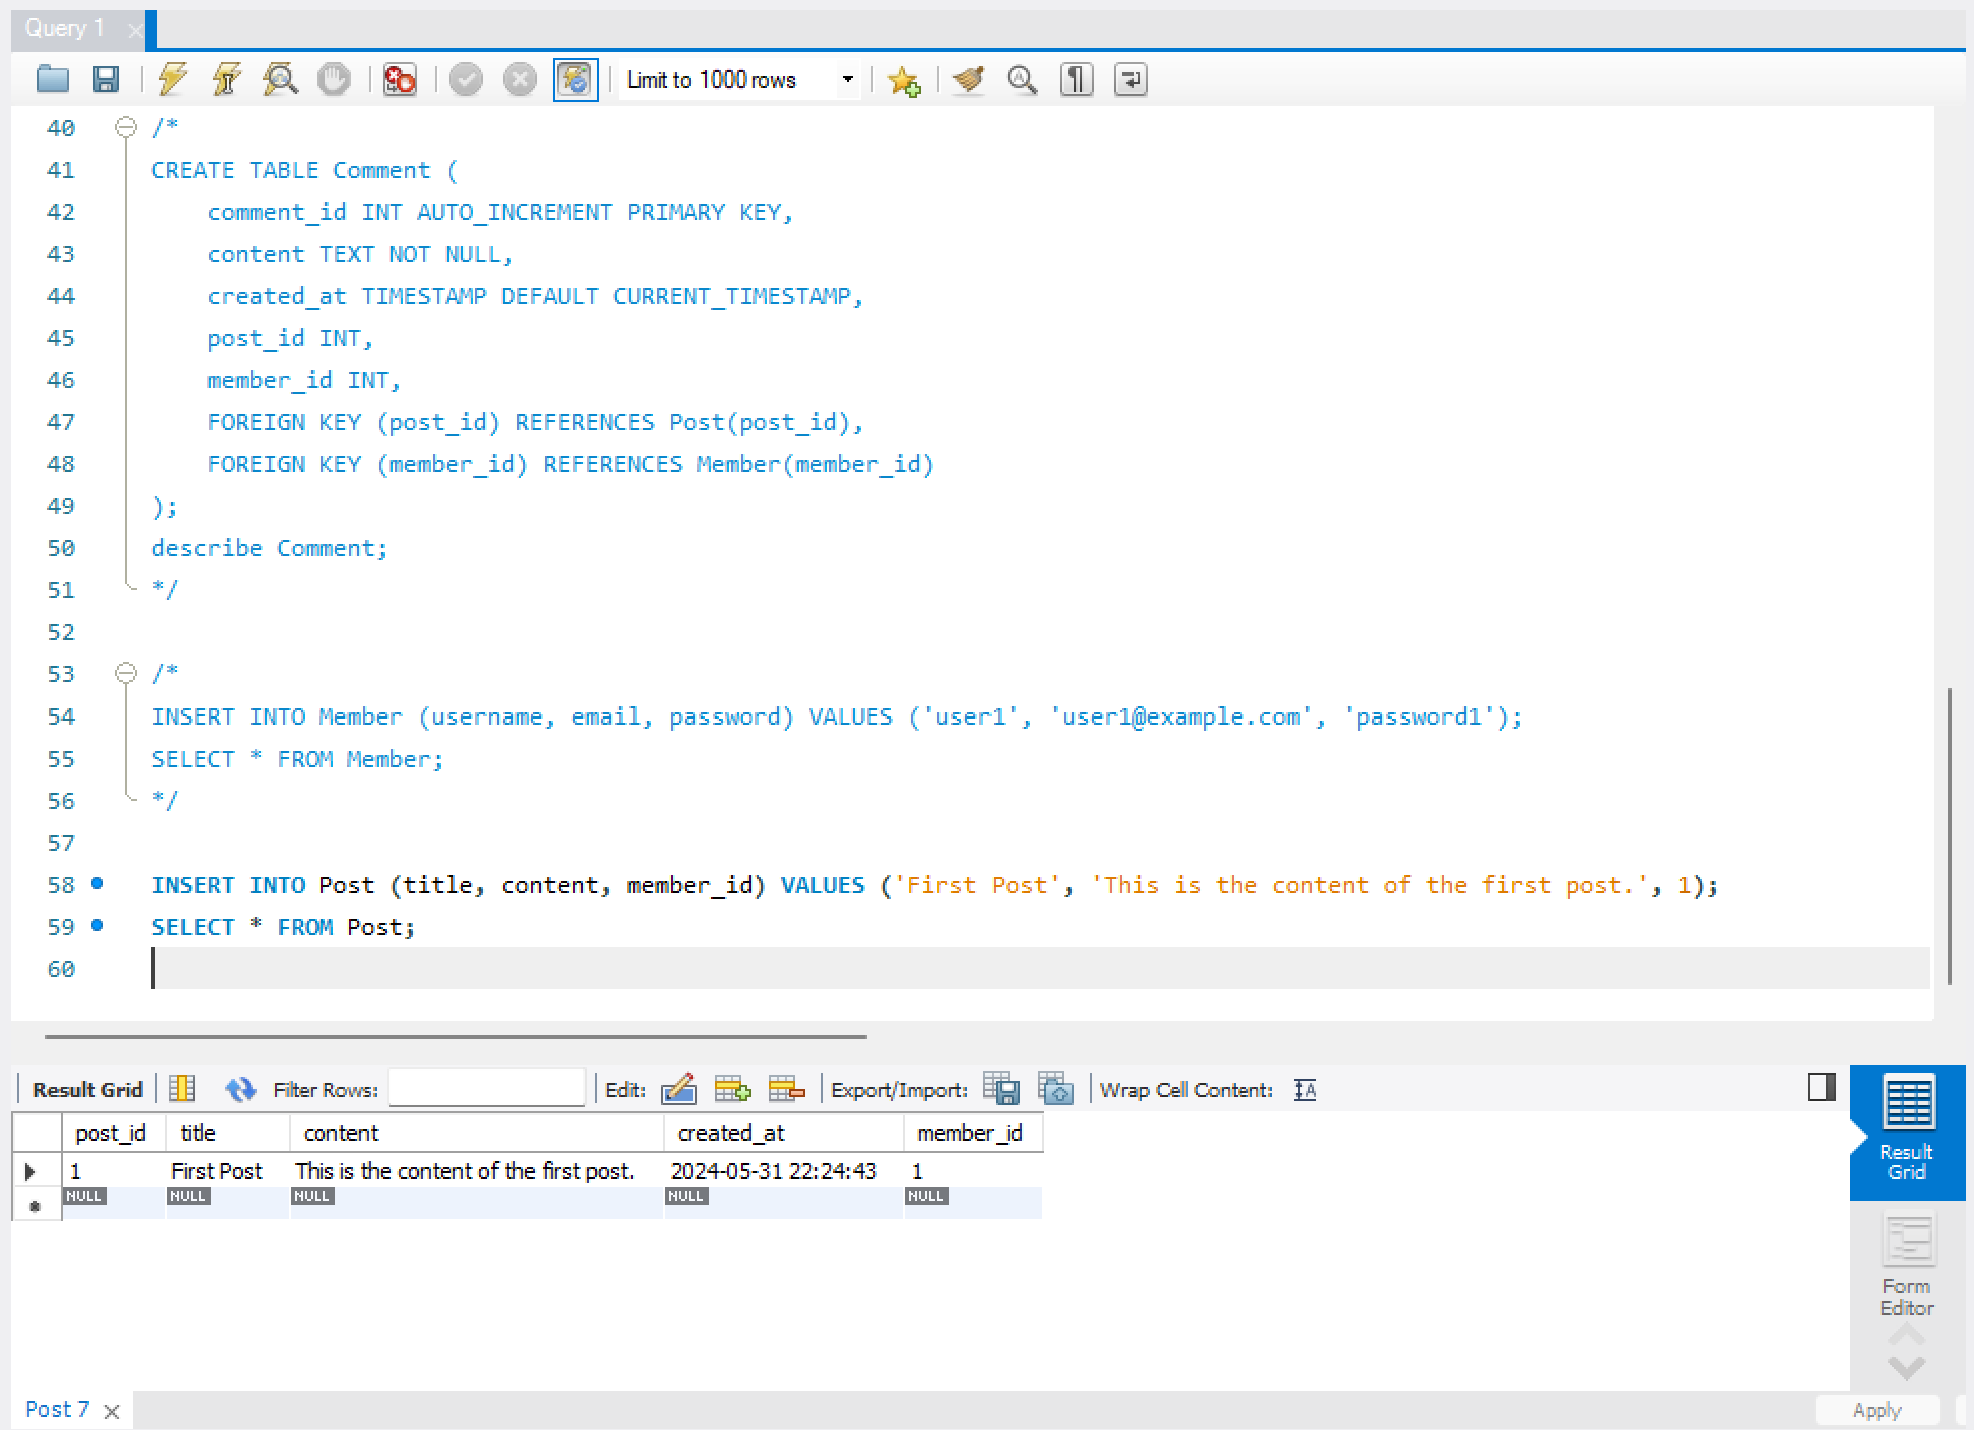 Query 1
Limit to 1000 rows
40 /*
41 CREATE TABLE Comment (
42 comment_id INT AUTO_INCREMENT PRIMARY KEY,
43 content TEXT NOT NULL,
44 created_at TIMESTAMP DEFAULT CURRENT_TIMESTAMP,
45 post_id INT,
46 member_id INT,
47 FOREIGN KEY (post_id) REFERENCES Post(post_id),
48 FOREIGN KEY (member_id) REFERENCES Member(member_id)
49 );
50 describe Comment;
51 */
52
53 /*
54 INSERT INTO Member (username, email, password) VALUES ('user1', 'user1@example.com', 'password1');
55 SELECT * FROM Member;
56 */
57
58 INSERT INTO Post (title, content, member_id) VALUES ('First Post', 'This is the content of the first post.', 1);
59 SELECT * FROM Post;
60
Result Grid Filter Rows: Edit: Export/Import: Wrap Cell Content:
post_id title content created_at member_id
1 First Post This is the content of the first post. 2024-05-31 22:24:43 1
NULL NULL NULL NULL NULL
Result
Grid
Form
Editor
Post 7
Apply